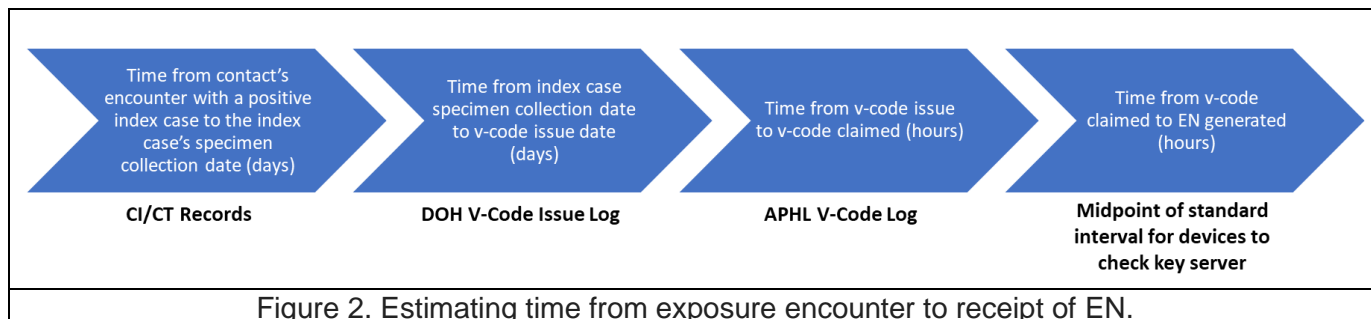 Time from contact's
encounter with a positive
index case to the index
case's specimen
collection date (days)
Time from index case
specimen collection date
to v-code issue date
(days)
Time from v-code issue
to v-code claimed (hours)
Time from v-code
claimed to EN generated
(hours)
CI/CT Records
DOH V-Code Issue Log
APHL V-Code Log
Midpoint of standard
interval for devices to
check key server
Figure 2. Estimating time from exposure encounter to receipt of EN.